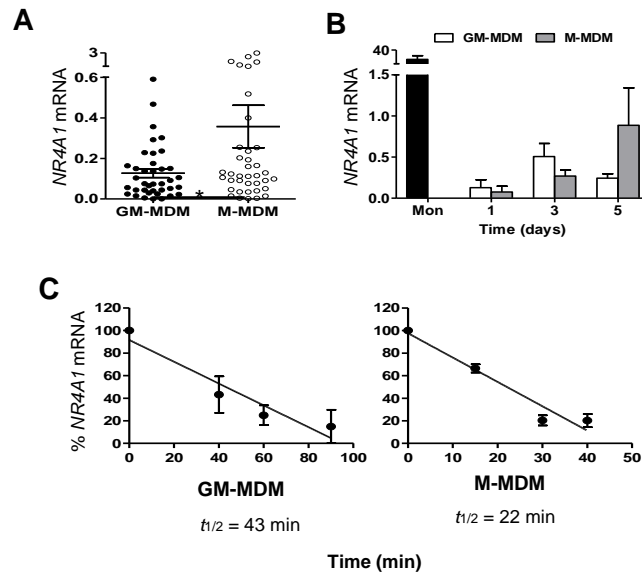 A
NR4A1 mRNA
3
1
0.6
0.4
0.2
0.0
*
GM-MDM M-MDM
B
GM-MDM M-MDM
NR4A1 mRNA
40
20
1.5
1.0
0.5
0.0
Mon 1 3 5
Time (days)
C
% NR4A1 mRNA
120
100
80
60
40
20
0
0 20 40 60 80 100
GM-MDM
t1/2 = 43 min
120
100
80
60
40
20
0
0 10 20 30 40 50
M-MDM
t1/2 = 22 min
Time (min)